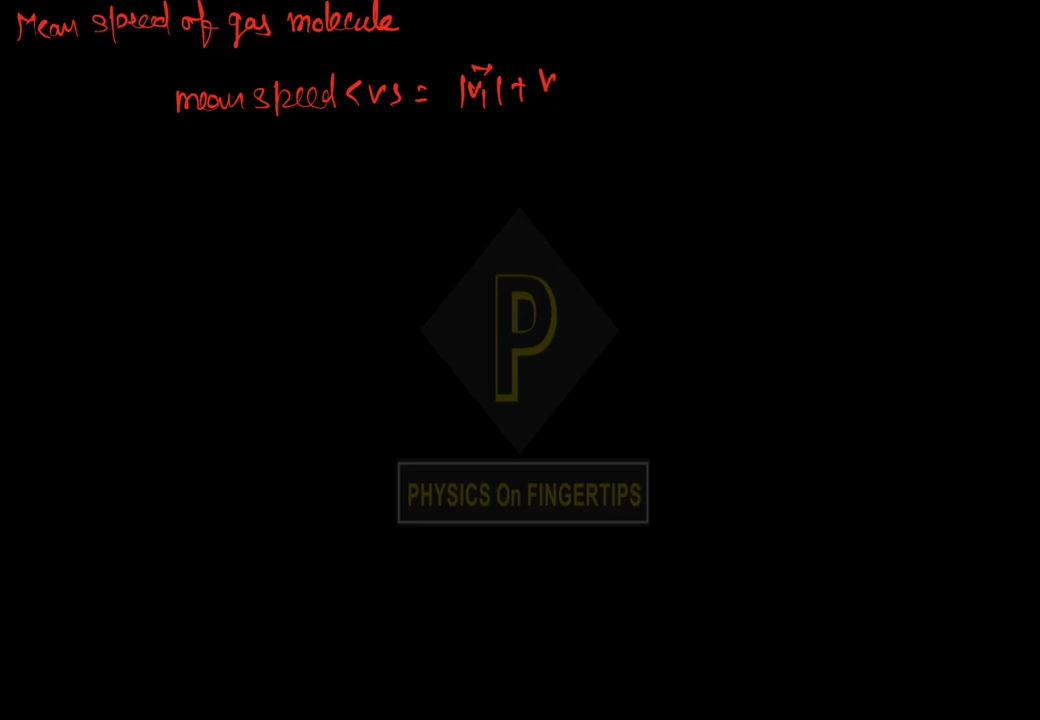 Mean speed of gas molecule
mean speed <v> = |v⃗₁| + v
PHYSICS On FINGERTIPS